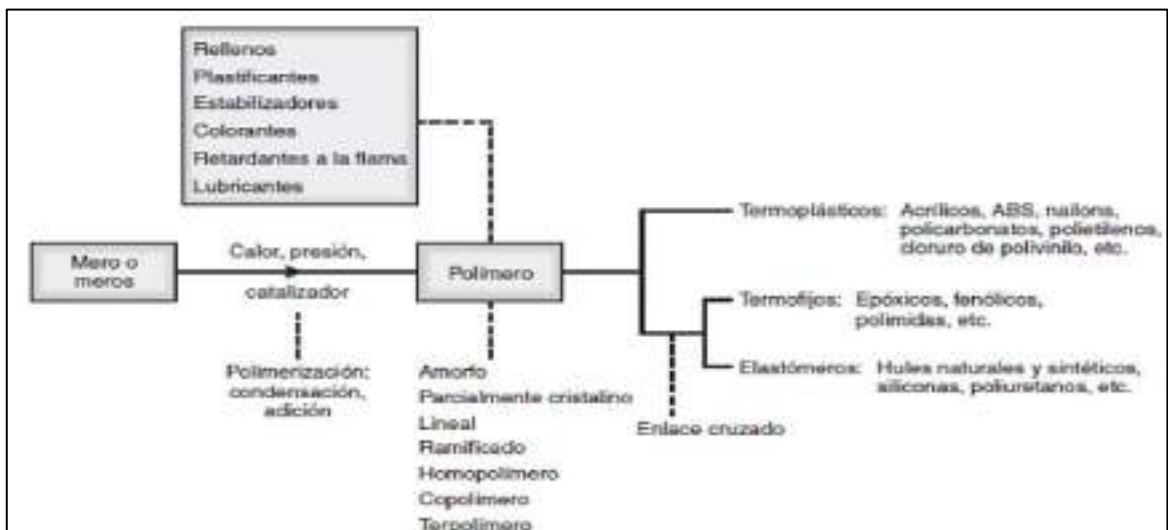 Rellenos
Plastificantes
Estabilizadores
Colorantes
Retardantes a la flama
Lubricantes
Mero o
meros
Calor, presión,
catalizador
Polimerización:
condensación,
adición
Polímero
Amorfo
Parcialmente cristalino
Lineal
Ramificado
Homopolímero
Copolímero
Terpolímero
Termoplásticos: Acrílicos, ABS, nailons,
policarbonatos, polietilenos,
cloruro de polivinilo, etc.
Termofijos: Epóxicos, fenólicos,
polimidas, etc.
Elastómeros: Hules naturales y sintéticos,
siliconas, poliuretanos, etc.
Enlace cruzado